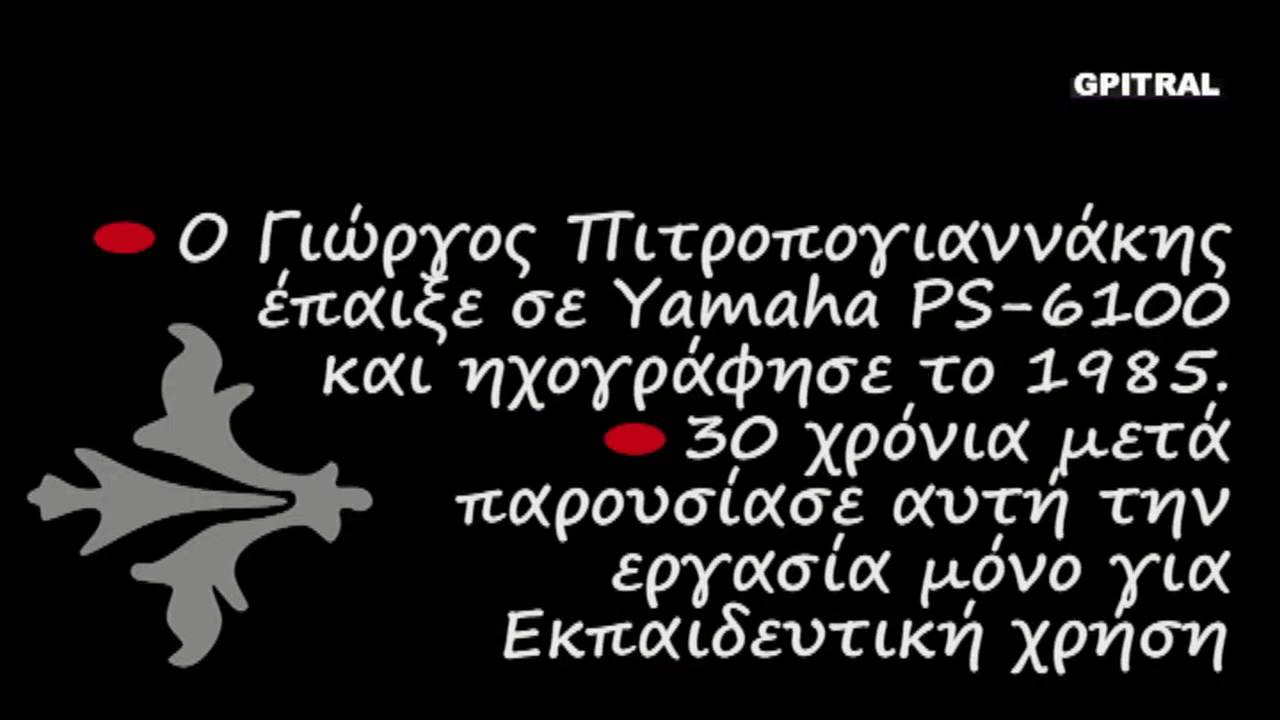 GPITRAL
Ο Γιώργος Πιτροπογιαννάκης
έπαιξε σε Yamaha PS-6100
και ηχογράφησε το 1985.
30 χρόνια μετά
παρουσίασε αυτή την
εργασία μόνο για
Εκπαιδευτική χρήση